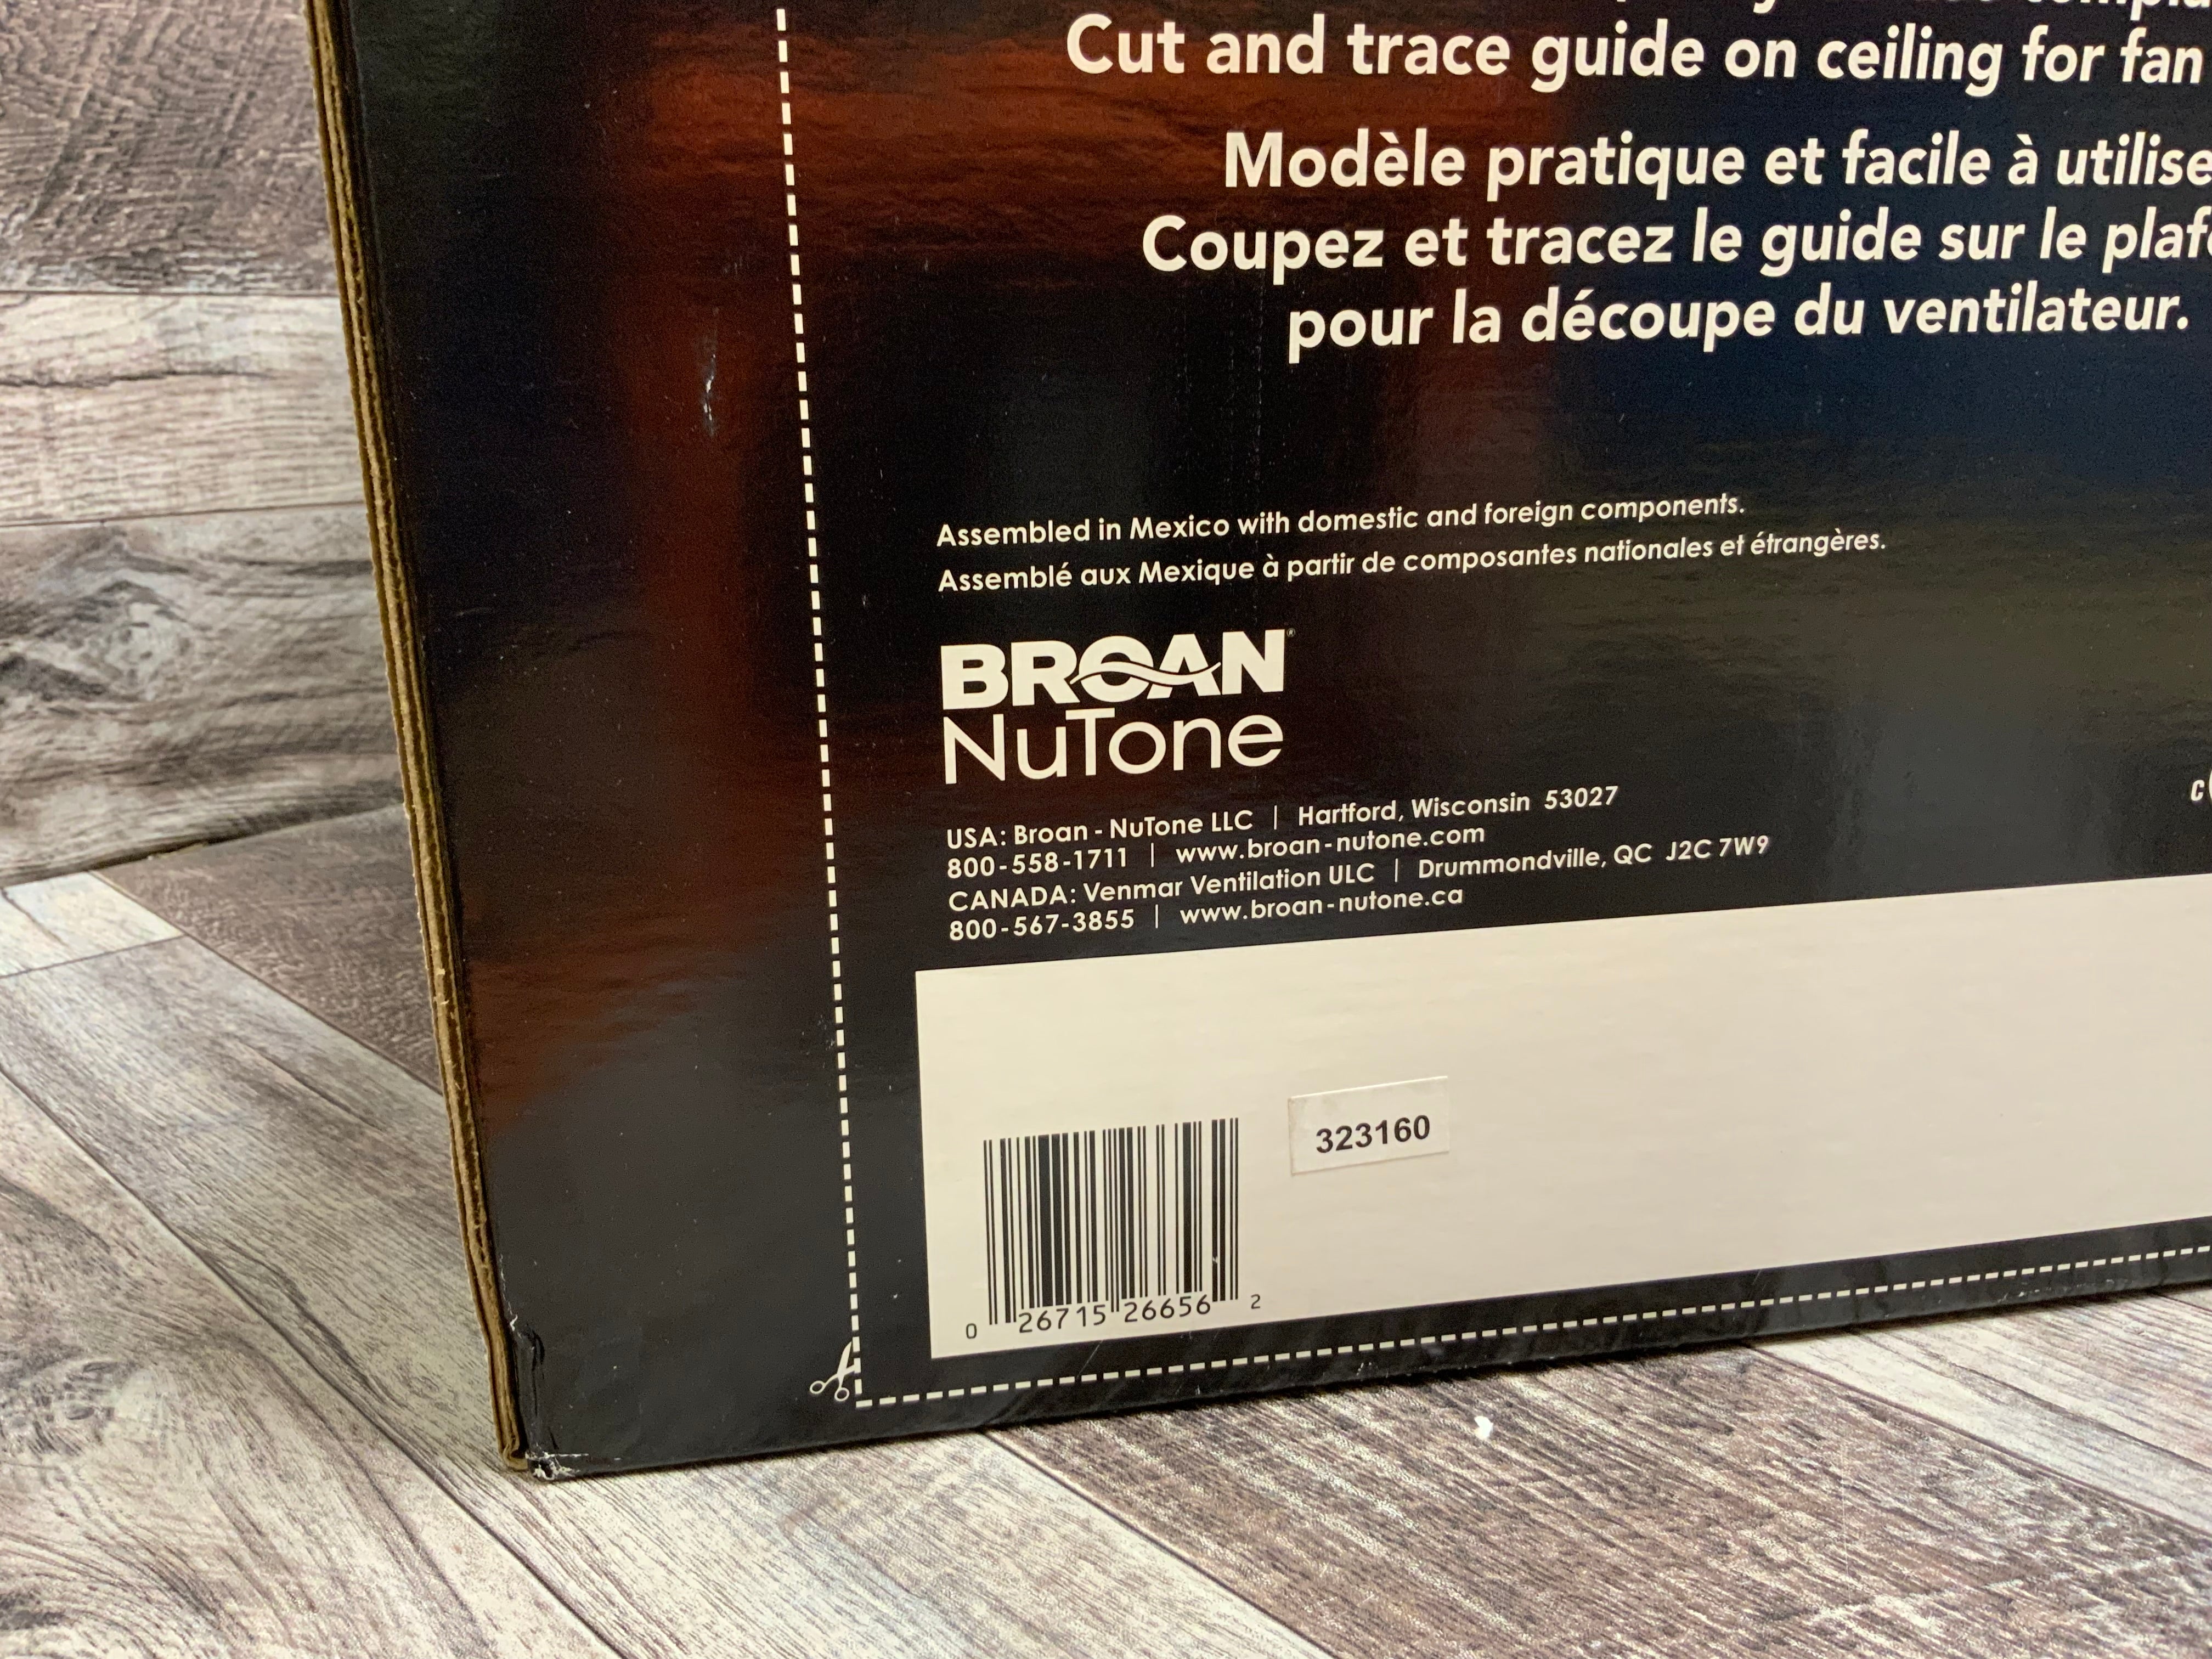 Cut and trace guide on ceiling for fan
Modèle pratique et facile à utilise
Coupez et tracez le guide sur le plaf
pour la découpe du ventilateur.
Assembled in Mexico with domestic and foreign components.
Assemblé aux Mexique à partir de composantes nationales et étrangères.
BROAN®
NuTone
USA: Broan - NuTone LLC | Hartford, Wisconsin 53027
800-558-1711 | www.broan-nutone.com
CANADA: Venmar Ventilation ULC | Drummondville, QC J2C 7W9
800-567-3855 | www.broan-nutone.ca
323160
0 26715 26656 2